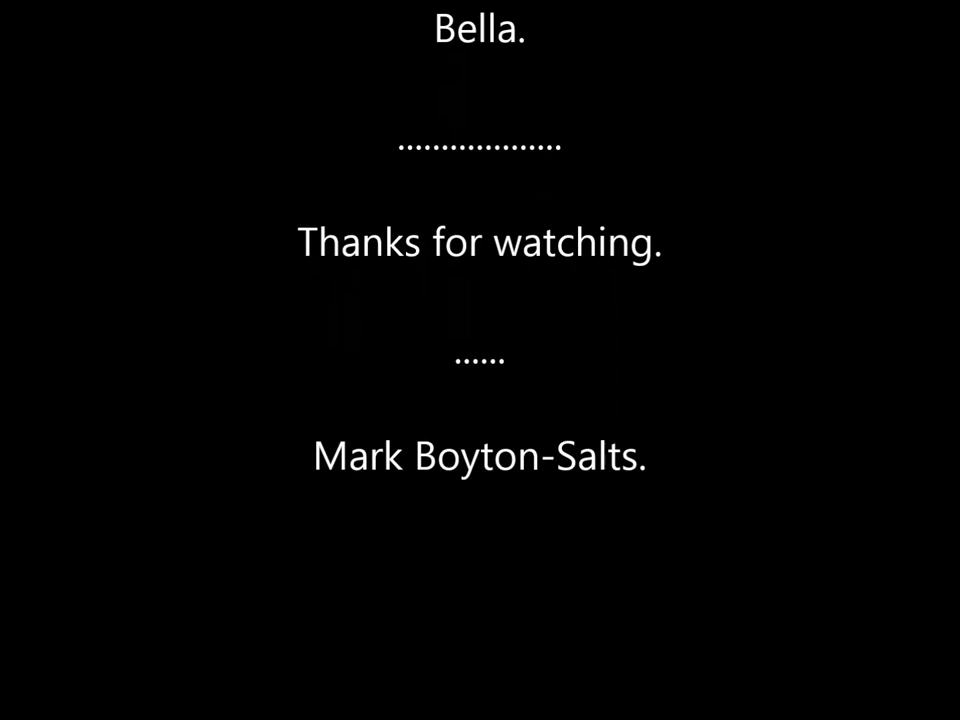 Bella.
...................
Thanks for watching.
......
Mark Boyton-Salts.